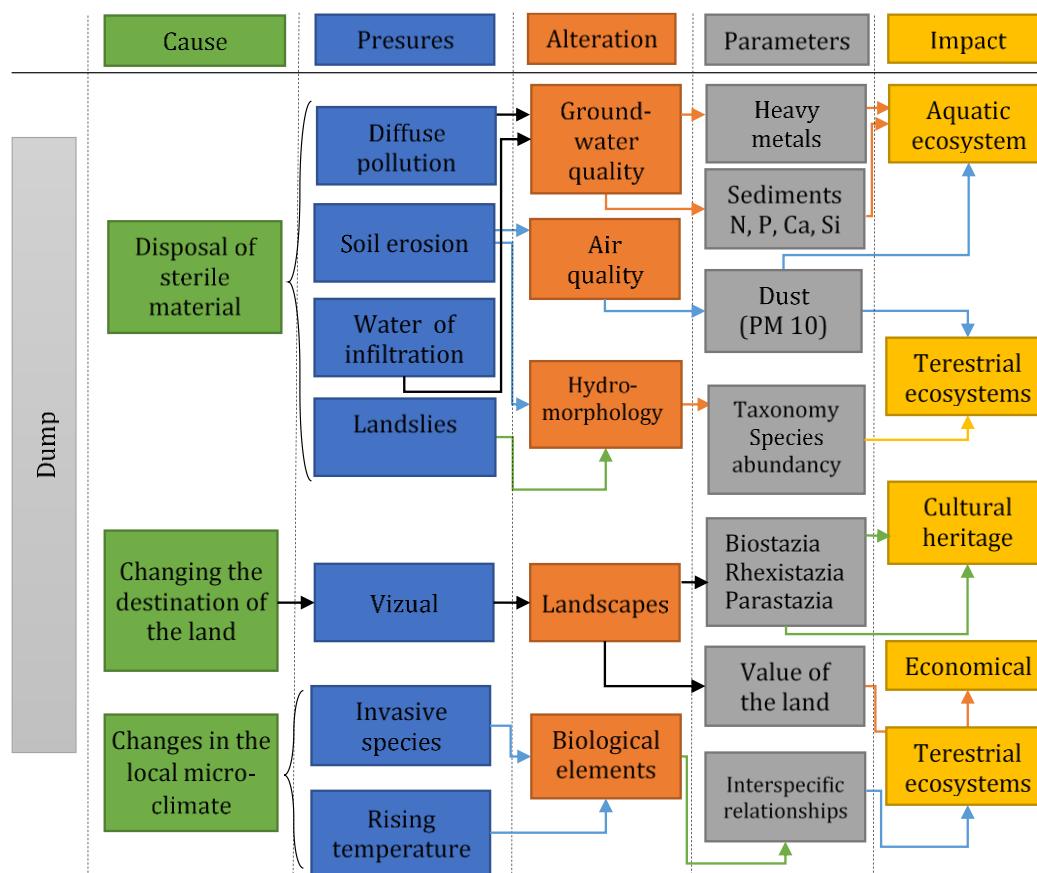 Cause
Presures
Alteration
Parameters
Impact
Dump
Disposal of
sterile
material
Changing the
destination of
the land
Changes in the
local micro-
climate
Diffuse
pollution
Soil erosion
Water of
infiltration
Landslies
Vizual
Invasive
species
Rising
temperature
Ground-
water
quality
Air
quality
Hydro-
morphology
Landscapes
Biological
elements
Heavy
metals
Sediments
N, P, Ca, Si
Dust
(PM 10)
Taxonomy
Species
abundancy
Biostazia
Rhexistazia
Parastazia
Value of
the land
Interspecific
relationships
Aquatic
ecosystem
Terestrial
ecosystems
Cultural
heritage
Economical
Terestrial
ecosystems